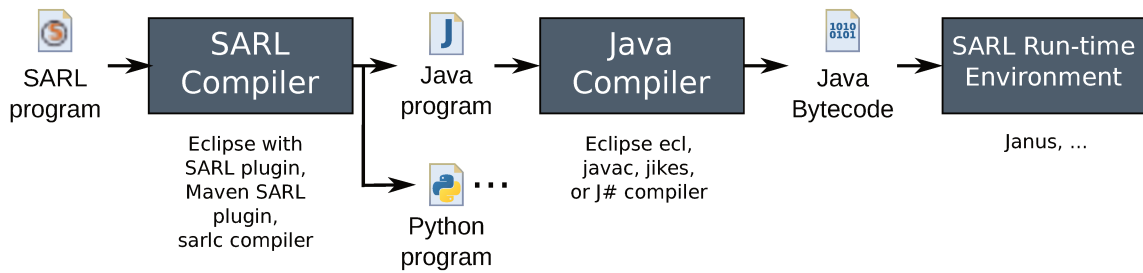 SARL
program
SARL
Compiler
Eclipse with
SARL plugin,
Maven SARL
plugin,
sarlc compiler
J
Java
program
Python
program
...
Java
Compiler
Eclipse ecl,
javac, jikes,
or J# compiler
1010
0101
Java
Bytecode
SARL Run-time
Environment
Janus, ...